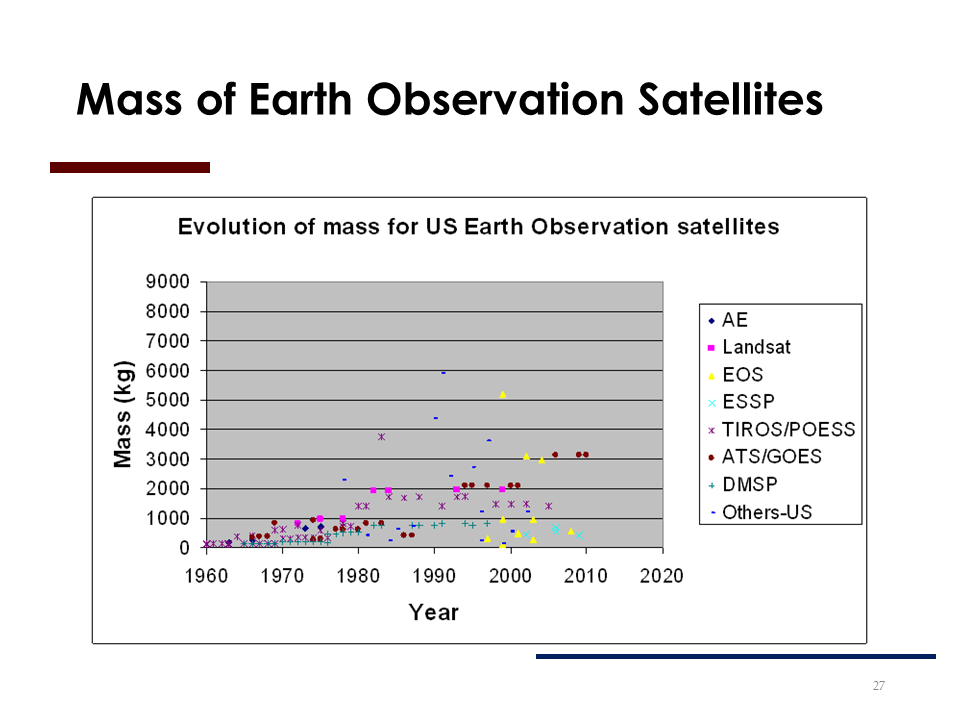 Mass of Earth Observation Satellites
Evolution of mass for US Earth Observation satellites
9000
8000
7000
6000
5000
4000
3000
2000
1000
0
Mass (kg)
1960 1970 1980 1990 2000 2010 2020
Year
AE
Landsat
EOS
ESSP
TIROS/POESS
ATS/GOES
DMSP
Others-US
27